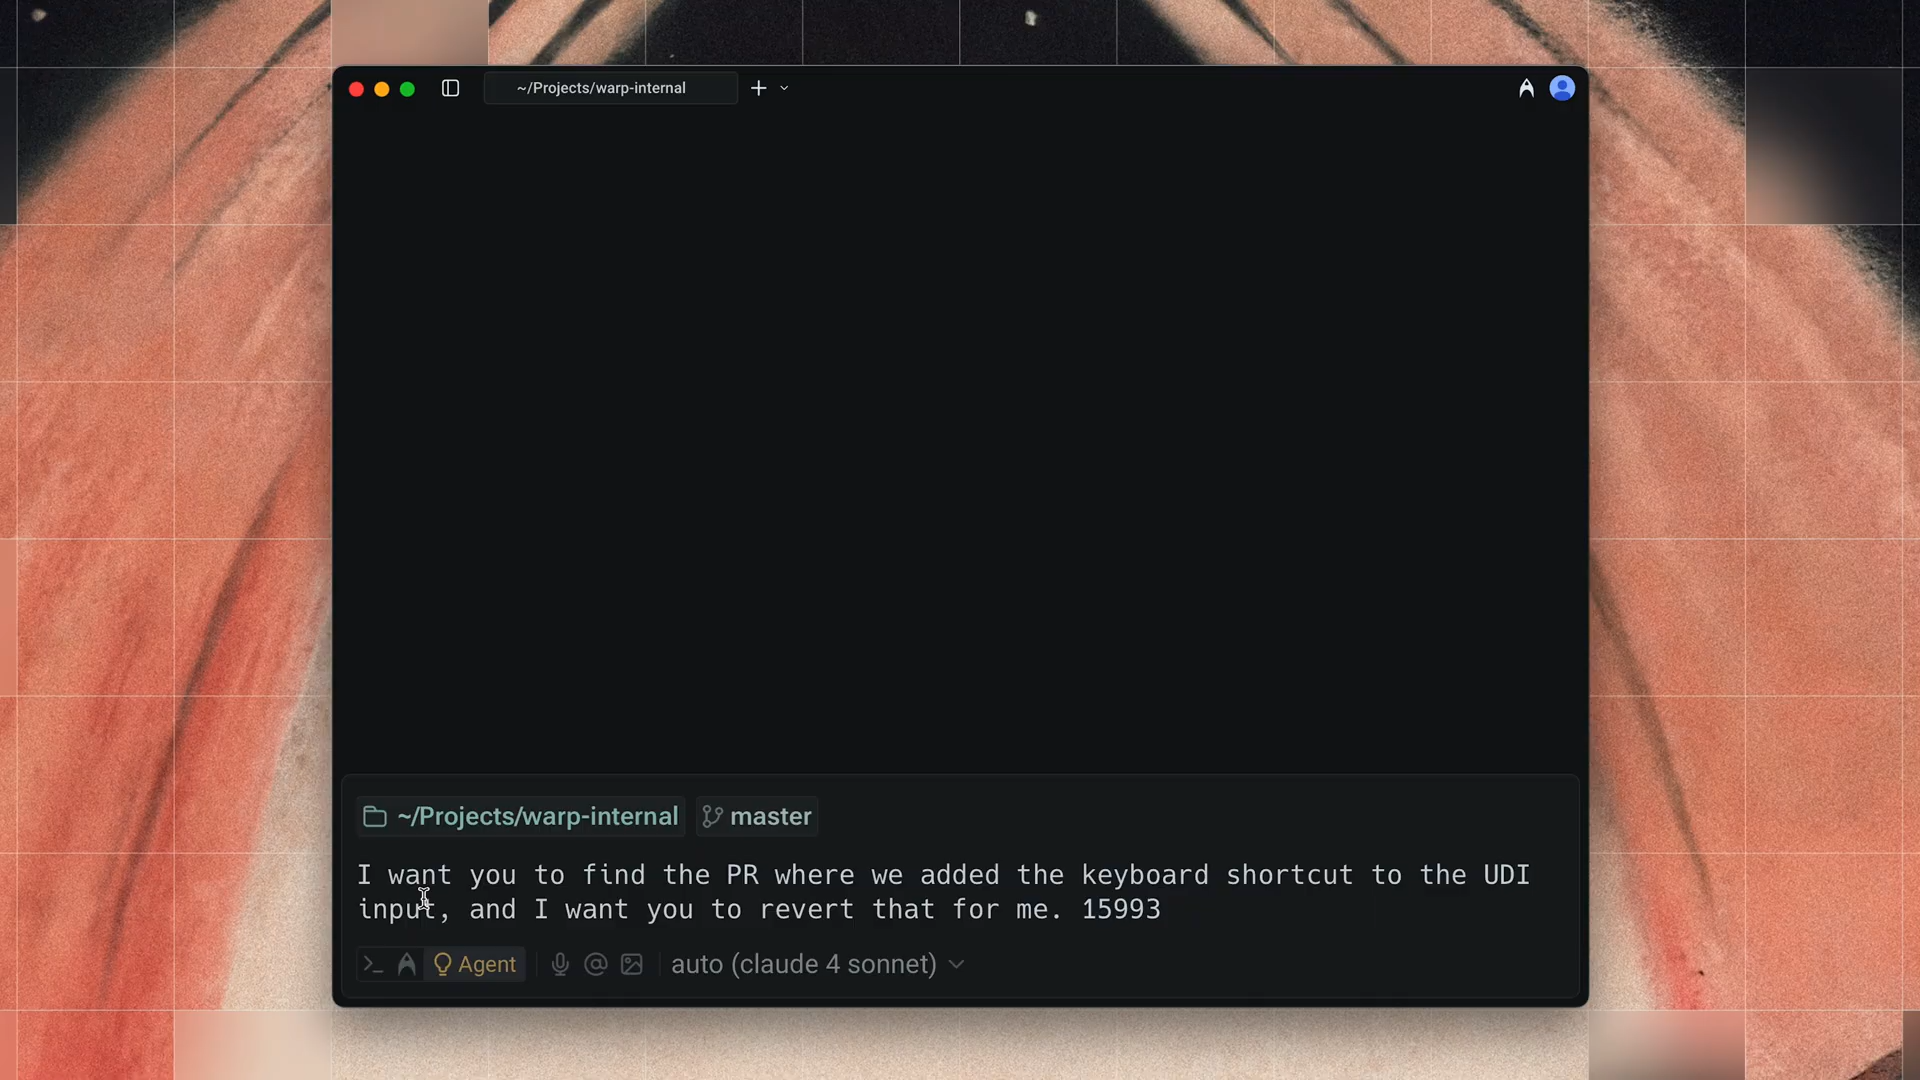 ~/Projects/warp-internal
~/Projects/warp-internal master
I want you to find the PR where we added the keyboard shortcut to the UDI
input, and I want you to revert that for me. 15993
Agent auto (claude 4 sonnet)